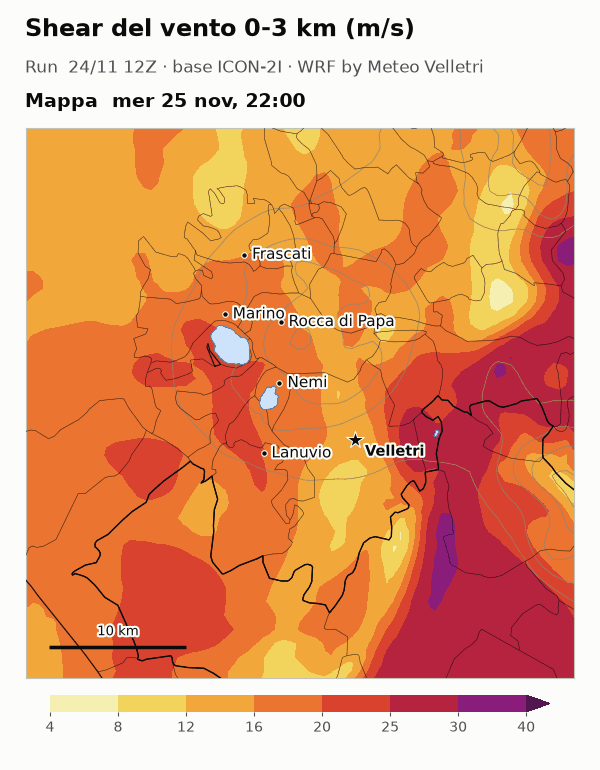 Shear del vento 0-3 km (m/s)
Run  24/11 12Z · base ICON-2I · WRF by Meteo Velletri
Mappa  mer 25 nov, 22:00
Frascati
Marino
Rocca di Papa
Nemi
Velletri
Lanuvio
10 km
4 8 12 16 20 25 30 40